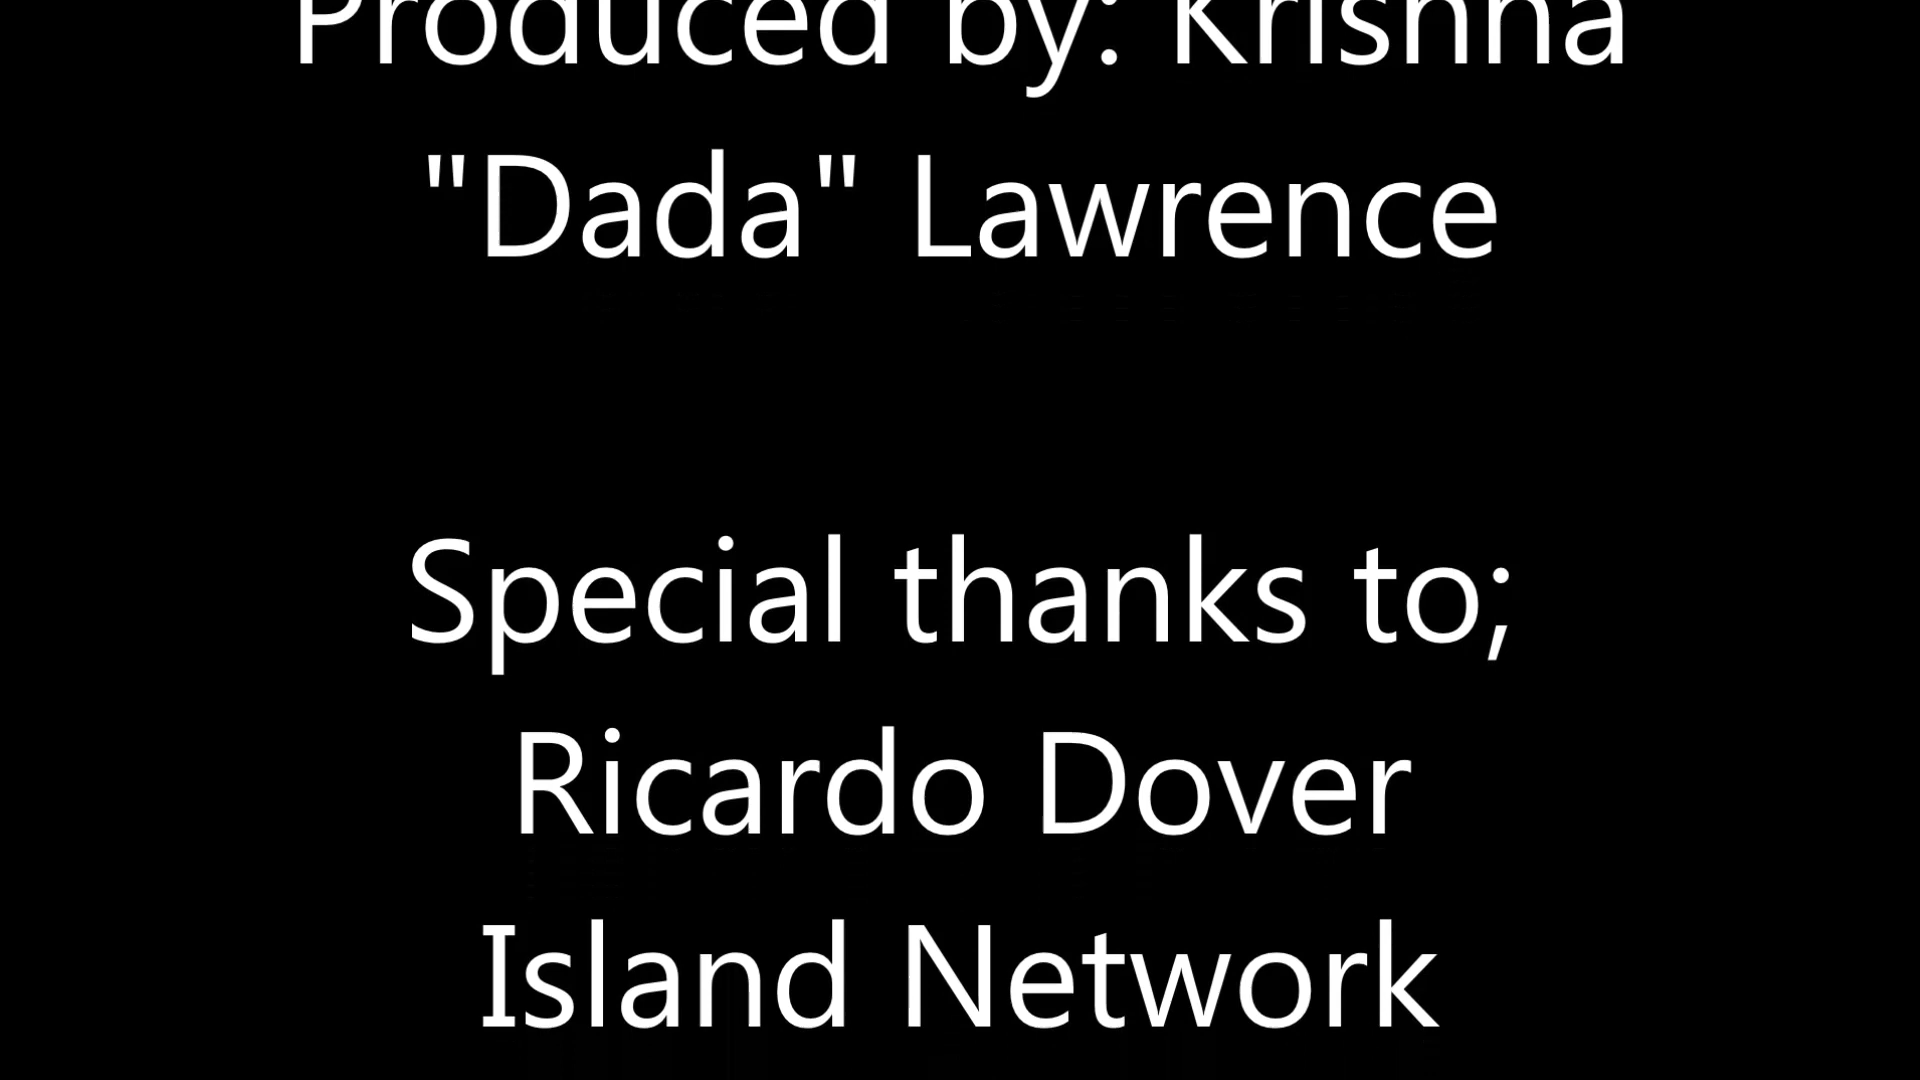 Produced by: Krishna
"Dada" Lawrence
Special thanks to;
Ricardo Dover
Island Network